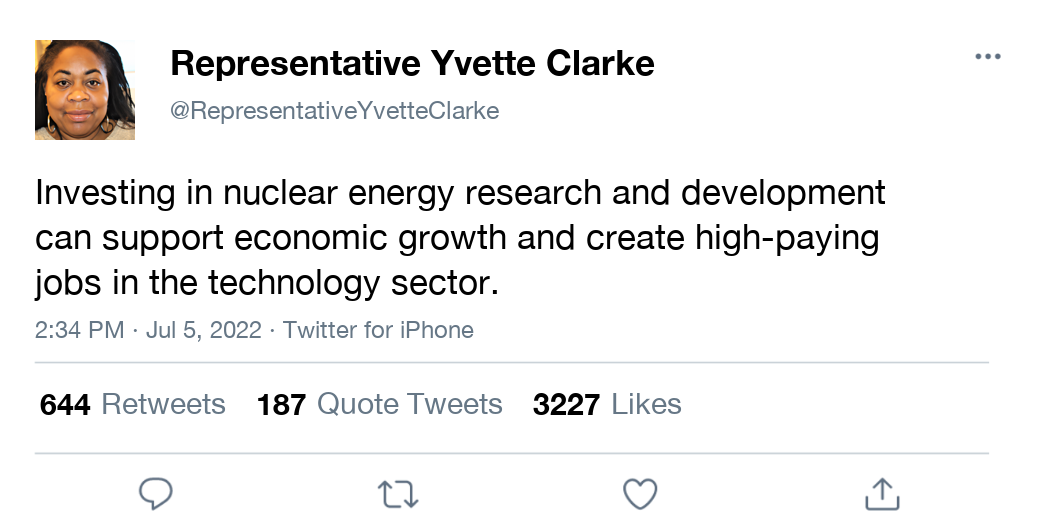 Representative Yvette Clarke
@RepresentativeYvetteClarke
Investing in nuclear energy research and development
can support economic growth and create high-paying
jobs in the technology sector.
2:34 PM · Jul 5, 2022 · Twitter for iPhone
644 Retweets 187 Quote Tweets 3227 Likes